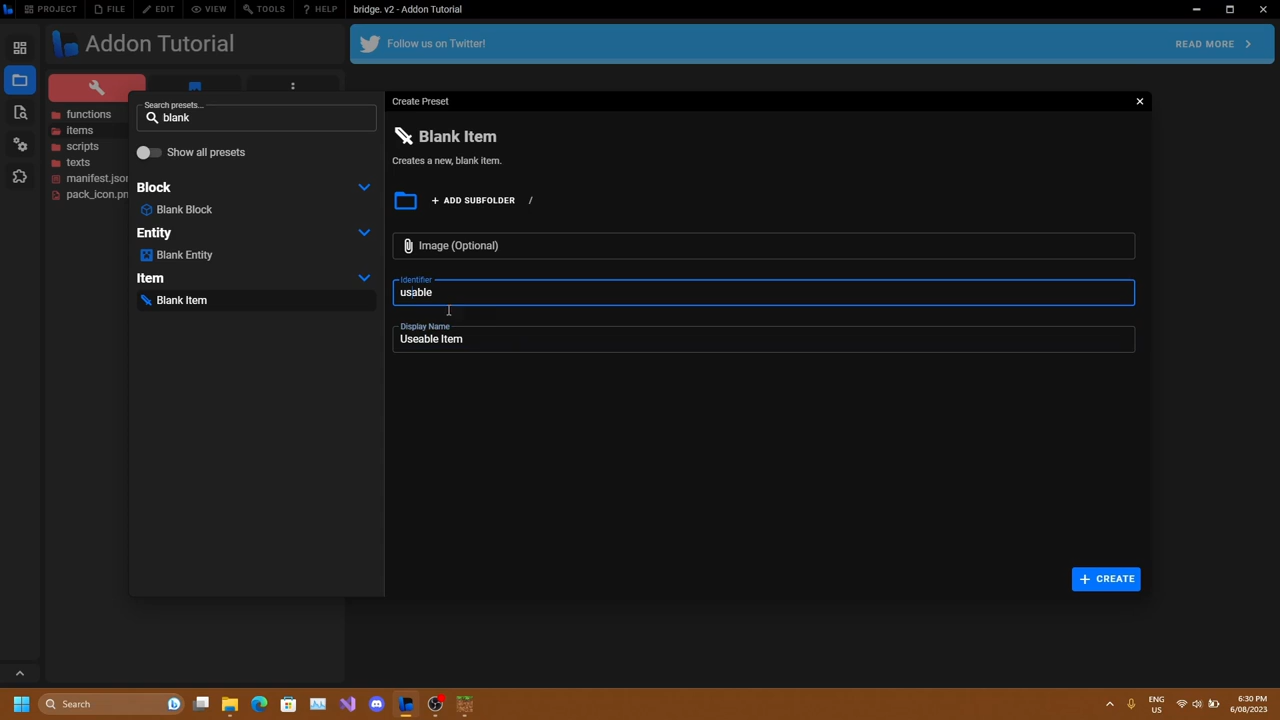 PROJECT FILE EDIT VIEW TOOLS HELP bridge. v2 - Addon Tutorial
Addon Tutorial
Follow us on Twitter! READ MORE
functions
items
scripts
texts
manifest.json
pack_icon.pn
Search presets...
blank
Show all presets
Block
Blank Block
Entity
Blank Entity
Item
Blank Item
Create Preset
Blank Item
Creates a new, blank item.
+ ADD SUBFOLDER /
Image (Optional)
Identifier
usable
Display Name
Useable Item
+ CREATE
Search
ENG
US
6:30 PM
6/08/2023